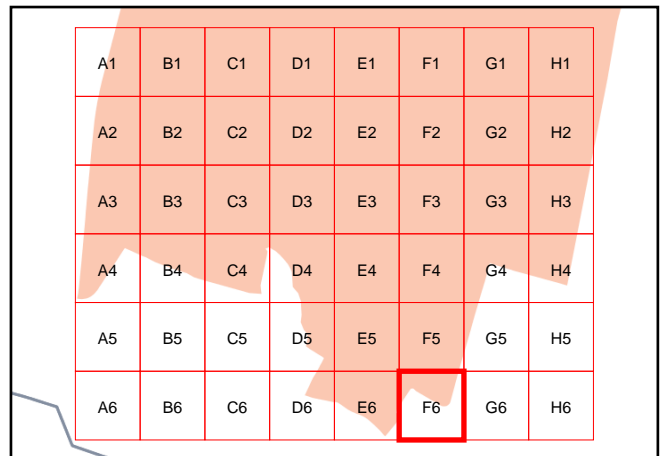 A1 B1 C1 D1 E1 F1 G1 H1
A2 B2 C2 D2 E2 F2 G2 H2
A3 B3 C3 D3 E3 F3 G3 H3
A4 B4 C4 D4 E4 F4 G4 H4
A5 B5 C5 D5 E5 F5 G5 H5
A6 B6 C6 D6 E6 F6 G6 H6